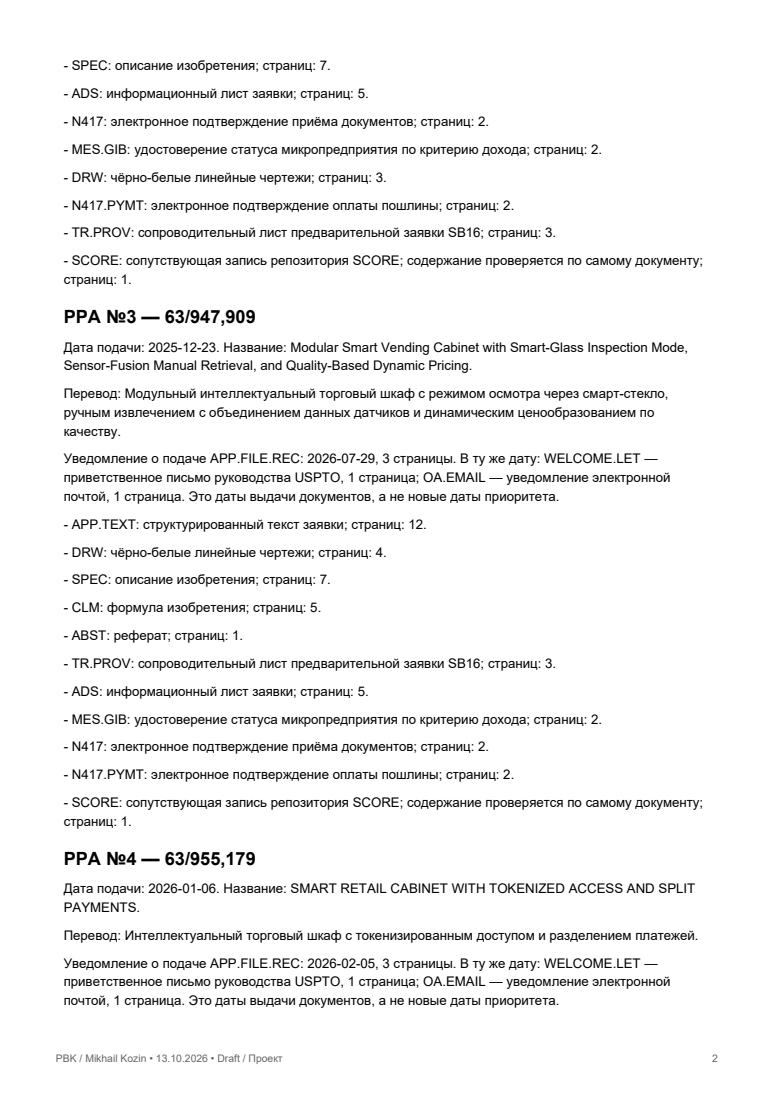 - SPEC: описание изобретения; страниц: 7.
- ADS: информационный лист заявки; страниц: 5.
- N417: электронное подтверждение приёма документов; страниц: 2.
- MES.GIB: удостоверение статуса микропредприятия по критерию дохода; страниц: 2.
- DRW: чёрно-белые линейные чертежи; страниц: 3.
- N417.PYMT: электронное подтверждение оплаты пошлины; страниц: 2.
- TR.PROV: сопроводительный лист предварительной заявки SB16; страниц: 3.
- SCORE: сопутствующая запись репозитория SCORE; содержание проверяется по самому документу;
страниц: 1.
PPA №3 — 63/947,909
Дата подачи: 2025-12-23. Название: Modular Smart Vending Cabinet with Smart-Glass Inspection Mode,
Sensor-Fusion Manual Retrieval, and Quality-Based Dynamic Pricing.
Перевод: Модульный интеллектуальный торговый шкаф с режимом осмотра через смарт-стекло,
ручным извлечением с объединением данных датчиков и динамическим ценообразованием по
качеству.
Уведомление о подаче APP.FILE.REC: 2026-07-29, 3 страницы. В ту же дату: WELCOME.LET —
приветственное письмо руководства USPTO, 1 страница; OA.EMAIL — уведомление электронной
почтой, 1 страница. Это даты выдачи документов, а не новые даты приоритета.
- APP.TEXT: структурированный текст заявки; страниц: 12.
- DRW: чёрно-белые линейные чертежи; страниц: 4.
- SPEC: описание изобретения; страниц: 7.
- CLM: формула изобретения; страниц: 5.
- ABST: реферат; страниц: 1.
- TR.PROV: сопроводительный лист предварительной заявки SB16; страниц: 3.
- ADS: информационный лист заявки; страниц: 5.
- MES.GIB: удостоверение статуса микропредприятия по критерию дохода; страниц: 2.
- N417: электронное подтверждение приёма документов; страниц: 2.
- N417.PYMT: электронное подтверждение оплаты пошлины; страниц: 2.
- SCORE: сопутствующая запись репозитория SCORE; содержание проверяется по самому документу;
страниц: 1.
PPA №4 — 63/955,179
Дата подачи: 2026-01-06. Название: SMART RETAIL CABINET WITH TOKENIZED ACCESS AND SPLIT
PAYMENTS.
Перевод: Интеллектуальный торговый шкаф с токенизированным доступом и разделением платежей.
Уведомление о подаче APP.FILE.REC: 2026-02-05, 3 страницы. В ту же дату: WELCOME.LET —
приветственное письмо руководства USPTO, 1 страница; OA.EMAIL — уведомление электронной
почтой, 1 страница. Это даты выдачи документов, а не новые даты приоритета.
PBK / Mikhail Kozin • 13.10.2026 • Draft / Проект
2